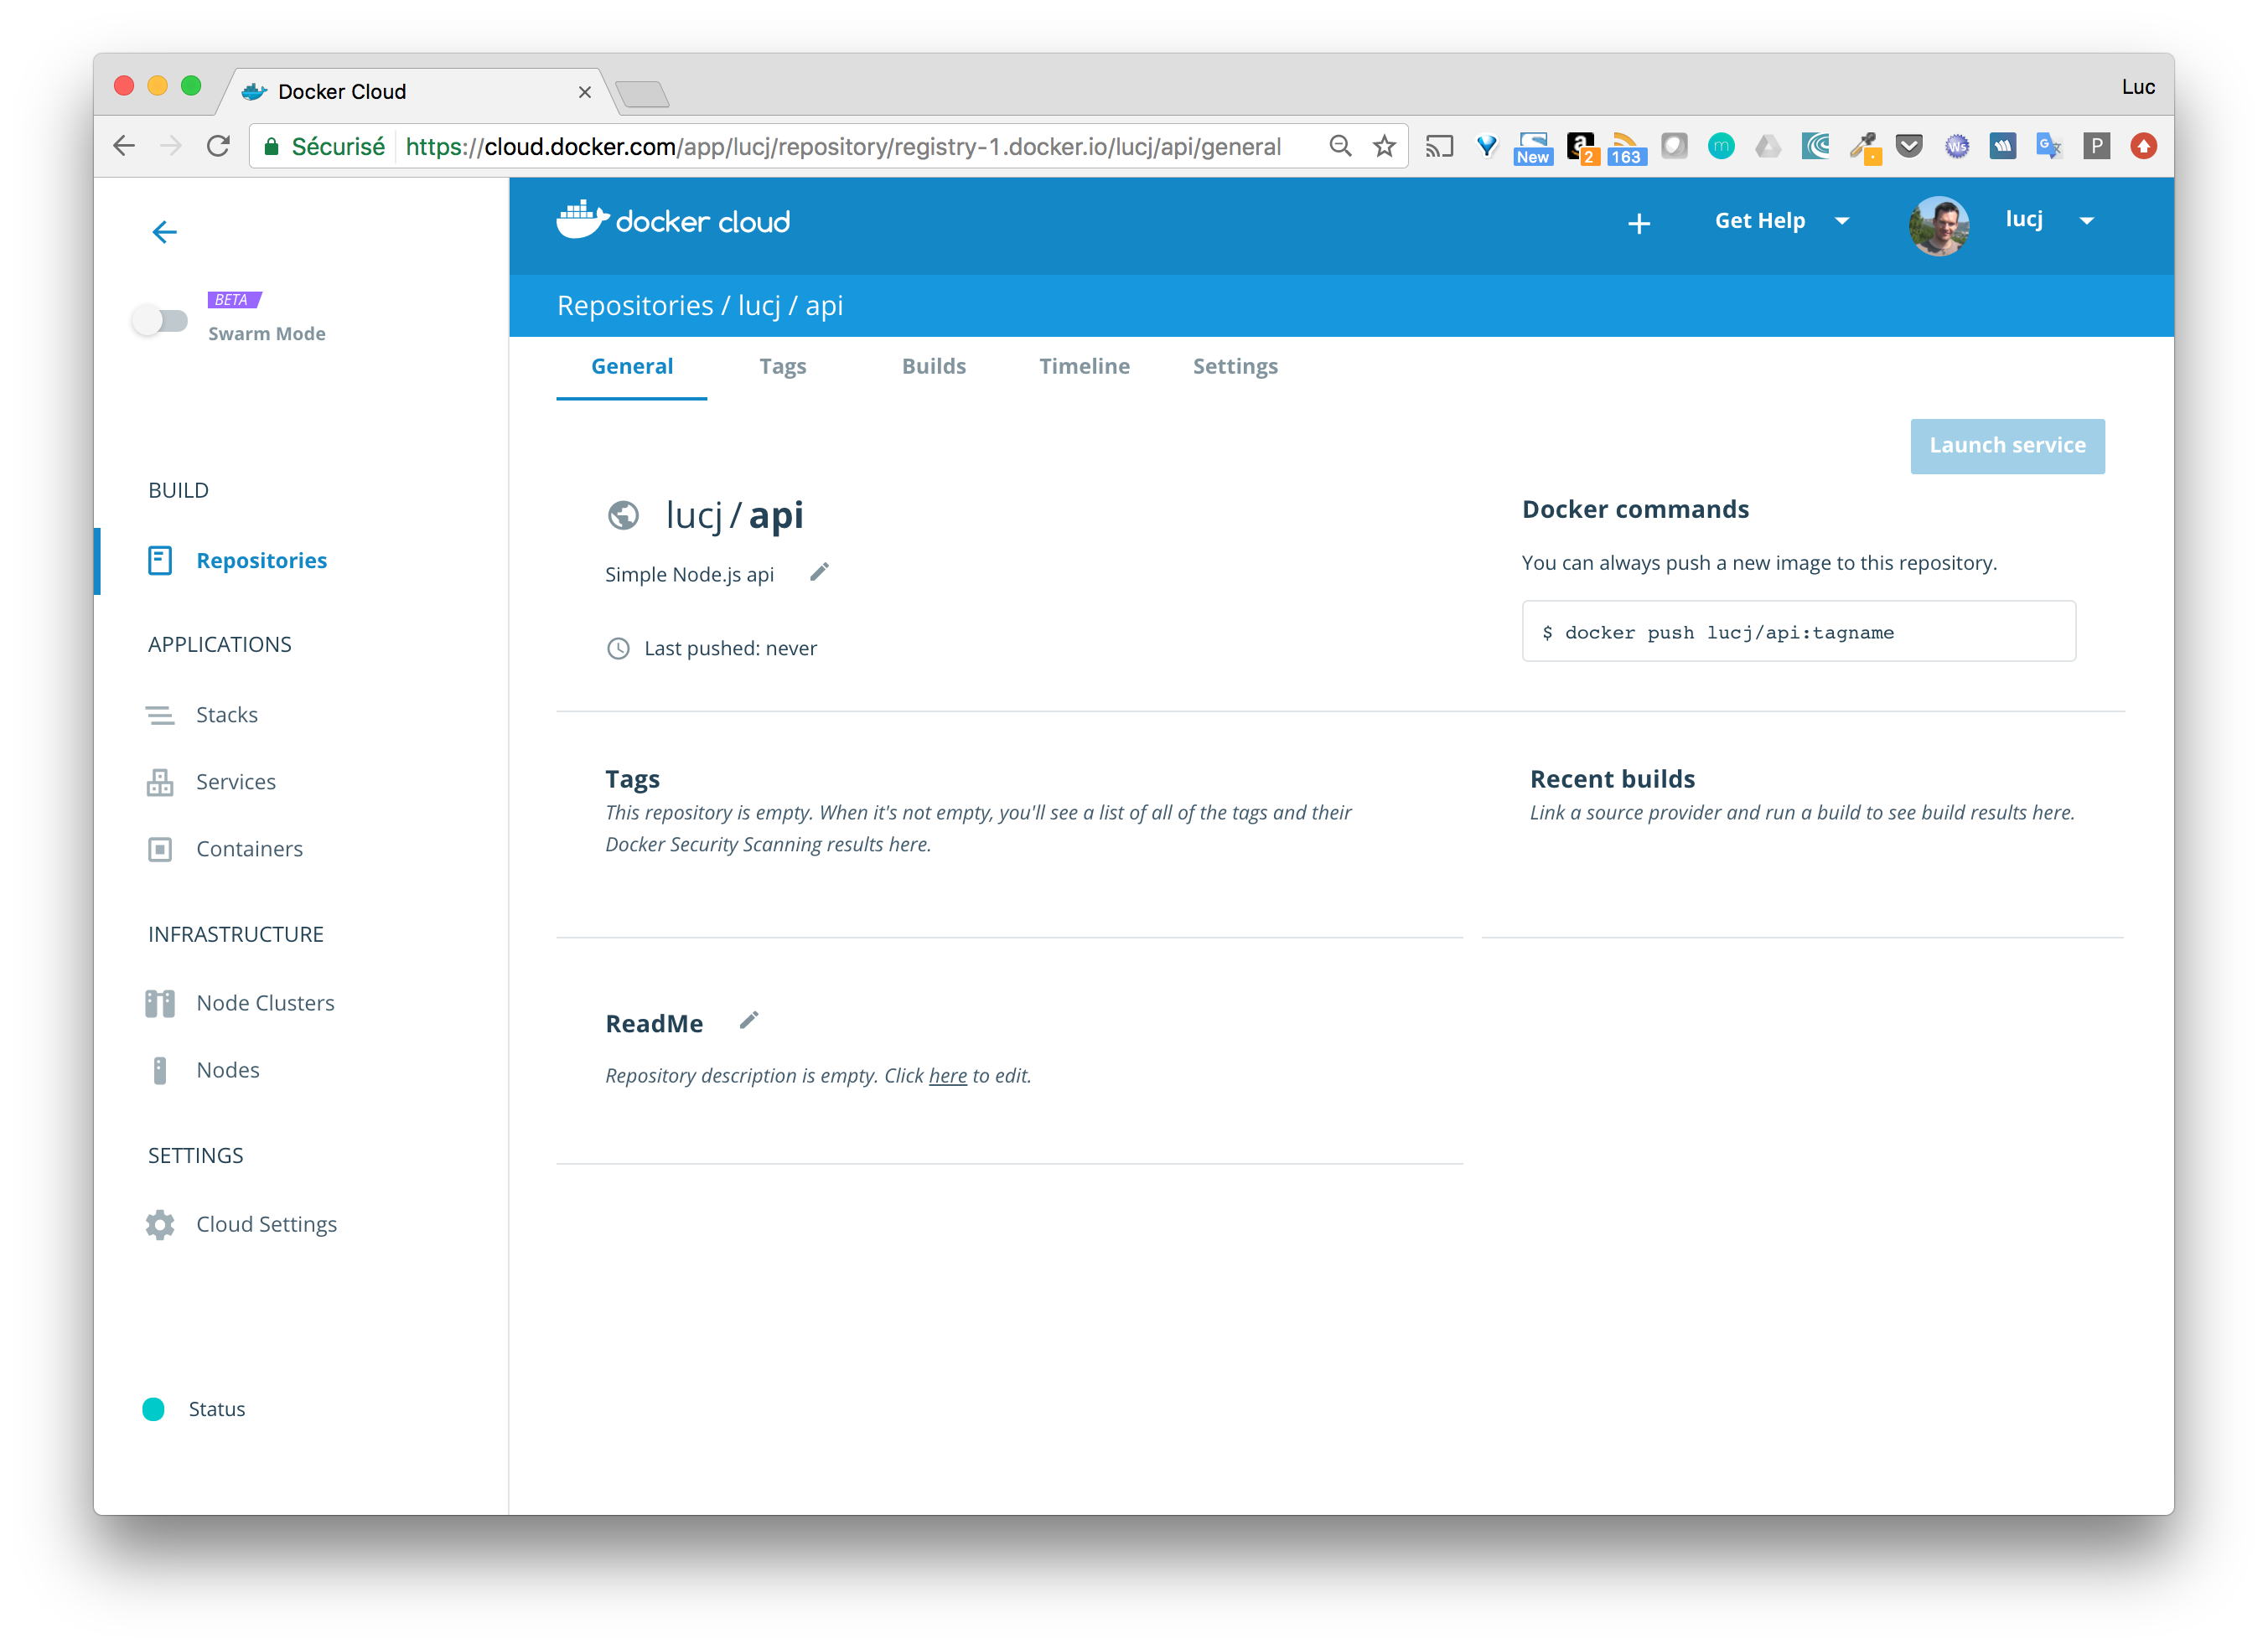 Docker Cloud
Luc
Sécurisé https://cloud.docker.com/app/lucj/repository/registry-1.docker.io/lucj/api/general
New 2 163 m Ws G P
BETA
Swarm Mode
BUILD
Repositories
APPLICATIONS
Stacks
Services
Containers
INFRASTRUCTURE
Node Clusters
Nodes
SETTINGS
Cloud Settings
Status
docker cloud
Get Help
lucj
Repositories / lucj / api
General Tags Builds Timeline Settings
Launch service
lucj / api
Simple Node.js api
Last pushed: never
Docker commands
You can always push a new image to this repository.
$ docker push lucj/api:tagname
Tags
This repository is empty. When it's not empty, you'll see a list of all of the tags and their
Docker Security Scanning results here.
Recent builds
Link a source provider and run a build to see build results here.
ReadMe
Repository description is empty. Click here to edit.